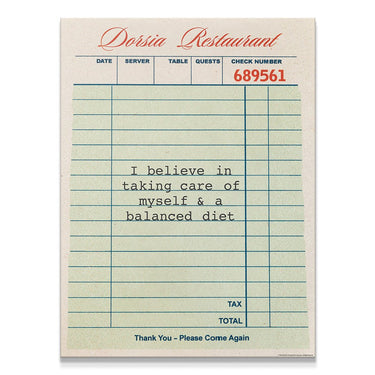 Dorsia Restaurant
DATE SERVER TABLE QUESTS CHECK NUMBER
689561
I believe in
taking care of
myself & a
balanced diet
TAX
TOTAL
Thank You – Please Come Again